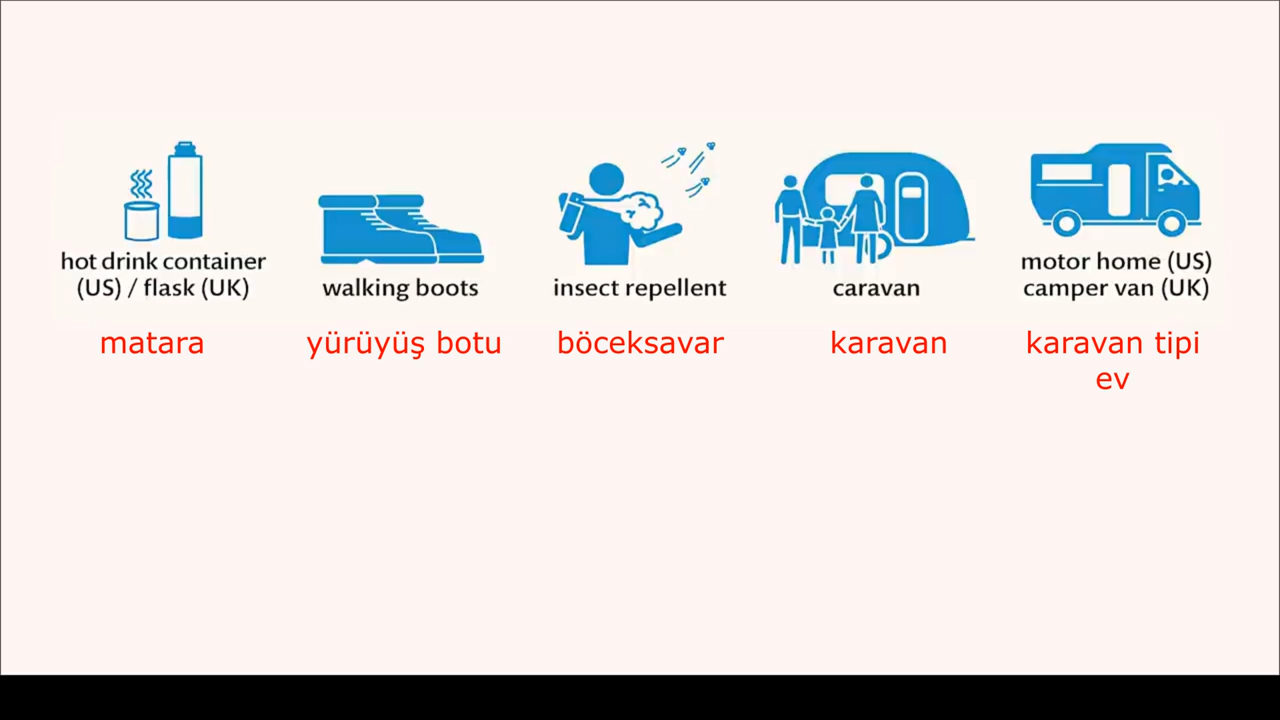 hot drink container
(US) / flask (UK)
walking boots
insect repellent
caravan
motor home (US)
camper van (UK)
matara
yürüyüş botu
böceksavar
karavan
karavan tipi
ev